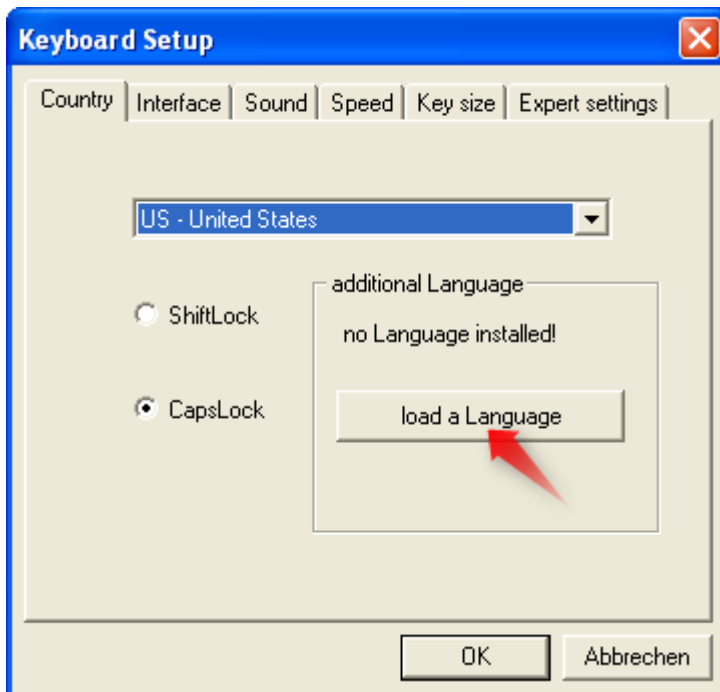 Keyboard Setup
Country Interface Sound Speed Key size Expert settings
US - United States
additional Language
ShiftLock
no Language installed!
CapsLock
load a Language
OK Abbrechen